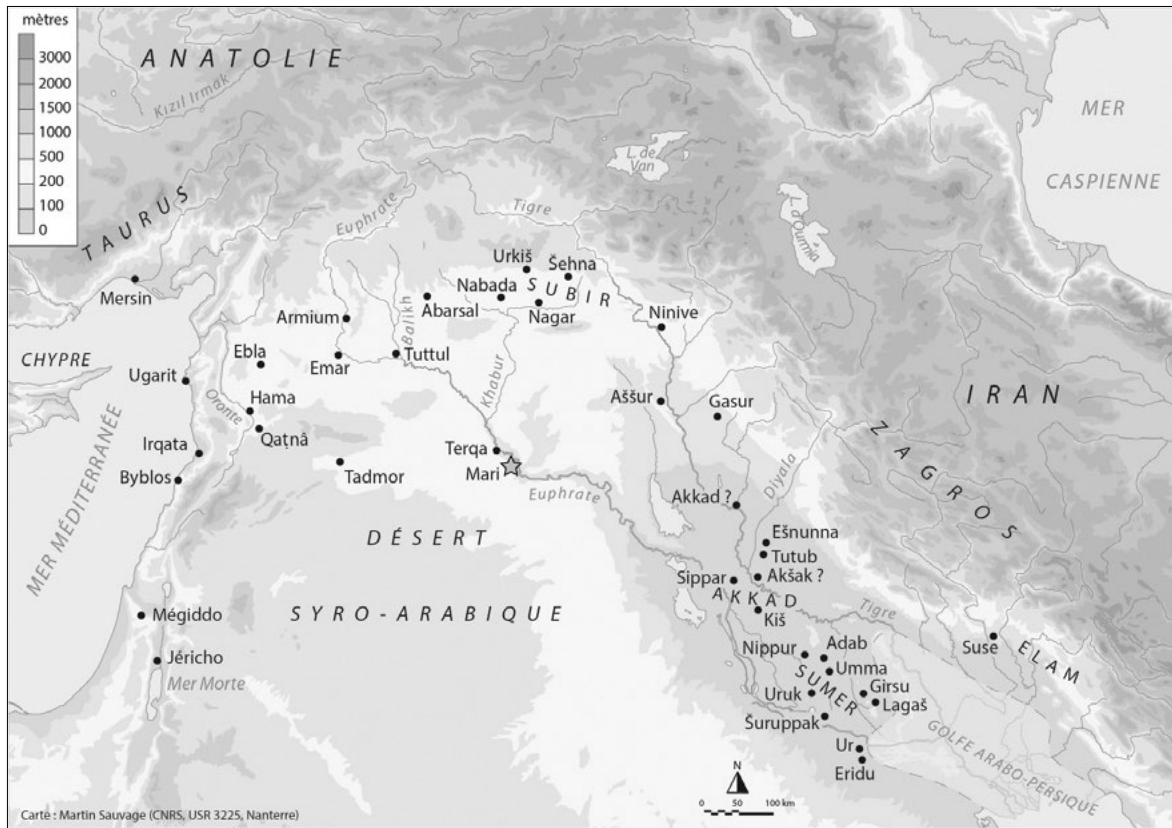 mètres
3000
2000
1500
1000
500
200
100
0
ANATOLIE
Kızıl Irmak
MER
CASPIENNE
L. de
Van
L. d'Ourmia
TAURUS
Euphrate
Tigre
Urkiš
Šehna
SUBIR
Mersin
Nabada
Abarsal
Nagar
Balikh
Armium
Ninive
CHYPRE
Ebla
Emar
Tuttul
Ugarit
Khabur
IRAN
Oronte
Hama
Aššur
Gasur
Qaṭnâ
ZAGROS
Irqata
Terqa
Byblos
Tadmor
Mari
Euphrate
Diyala
MER MÉDITERRANÉE
Akkad ?
DÉSERT
Ešnunna
Tutub
Sippar
Akšak ?
AKKAD
SYRO-ARABIQUE
Kiš
Tigre
Mégiddo
Suse
ELAM
Jéricho
Nippur
Adab
Mer Morte
Umma
SUMER
Uruk
Girsu
Lagaš
Šuruppak
GOLFE ARABO-PERSIQUE
Ur
Eridu
N
0 50 100 km
Carte : Martin Sauvage (CNRS, USR 3225, Nanterre)